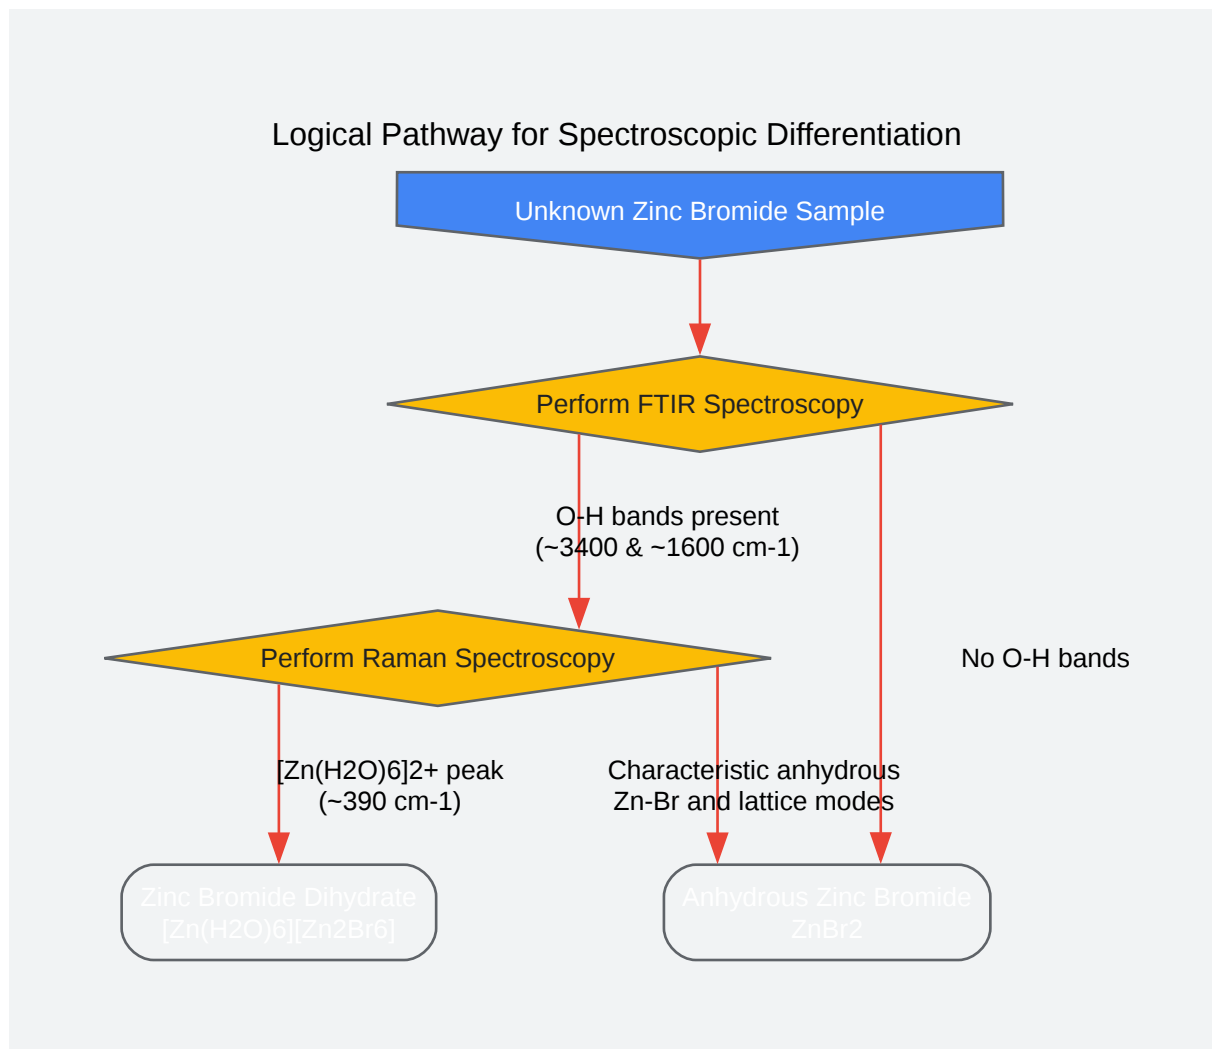 Logical Pathway for Spectroscopic Differentiation
Unknown Zinc Bromide Sample
Perform FTIR Spectroscopy
O-H bands present
(~3400 & ~1600 cm-1)
Perform Raman Spectroscopy
No O-H bands
[Zn(H2O)6]2+ peak
(~390 cm-1)
Characteristic anhydrous
Zn-Br and lattice modes
Zinc Bromide Dihydrate
[Zn(H2O)6][Zn2Br6]
Anhydrous Zinc Bromide
ZnBr2